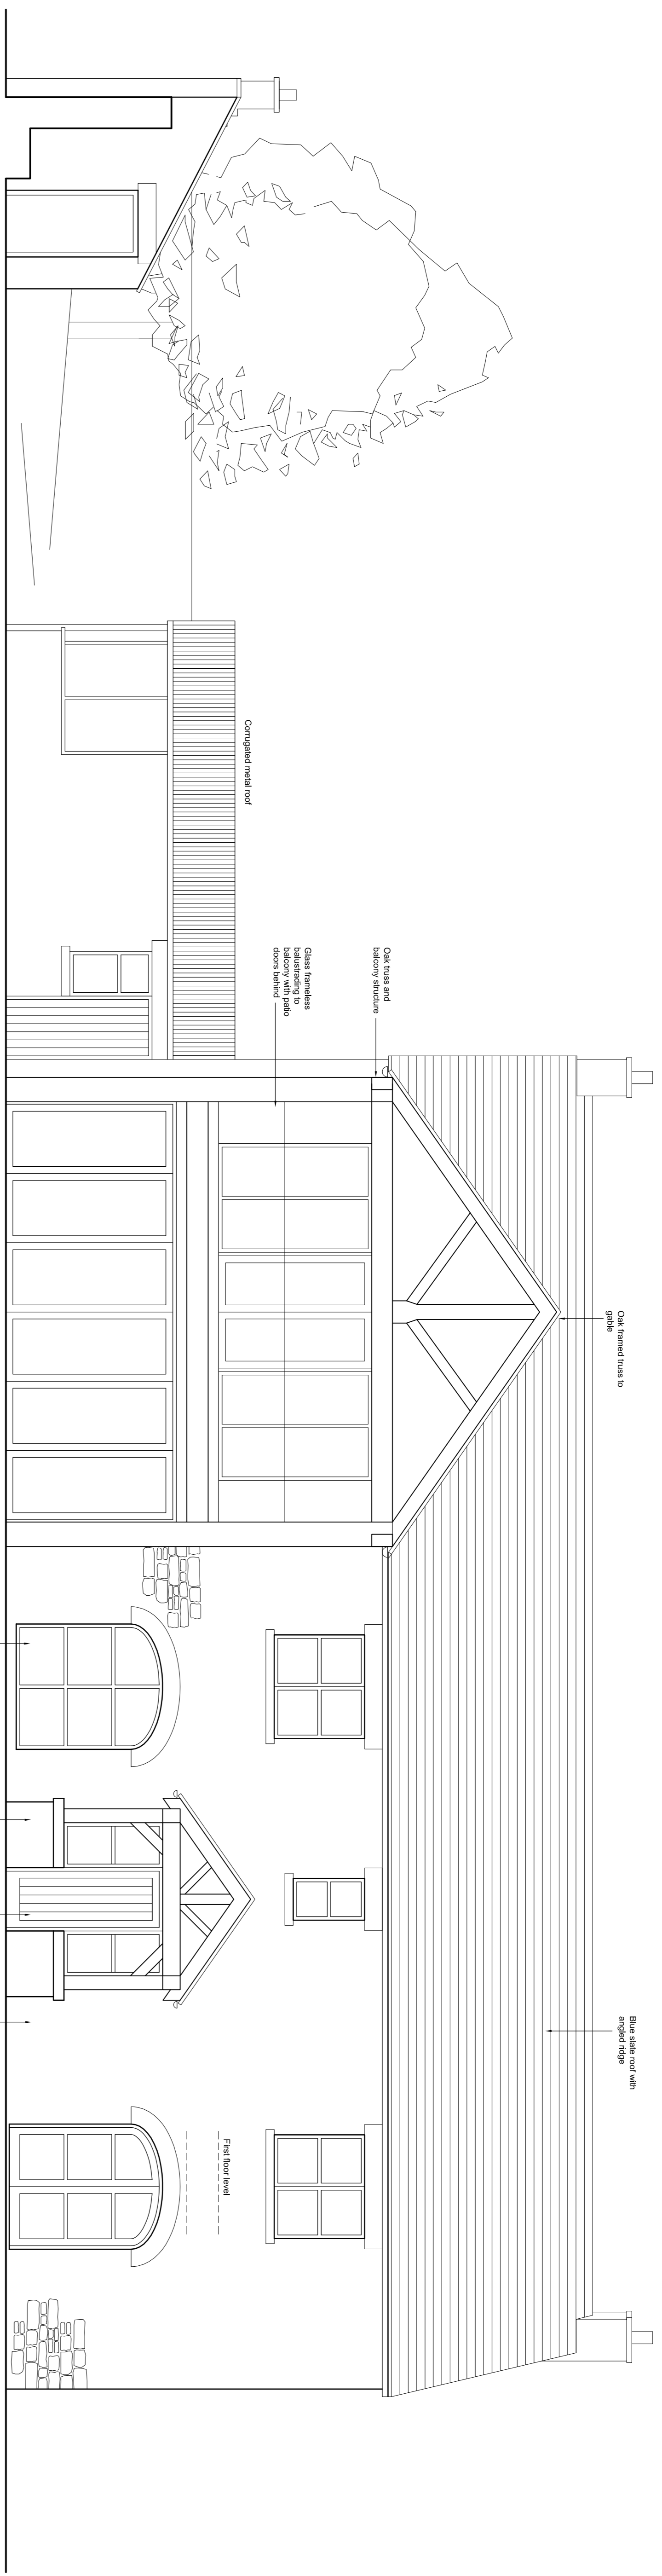 Corrugated metal roof
Oak truss and
balcony structure
Glass frameless
balustrading to
balcony with patio
doors behind
Oak framed truss to
gable
Blue slate roof with
angled ridge
First floor level